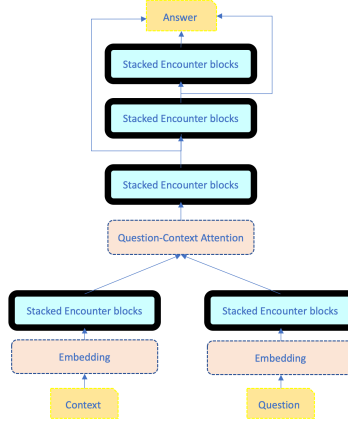 Answer
Stacked Encounter blocks
Stacked Encounter blocks
Stacked Encounter blocks
Question-Context Attention
Stacked Encounter blocks
Stacked Encounter blocks
Embedding
Embedding
Context
Question